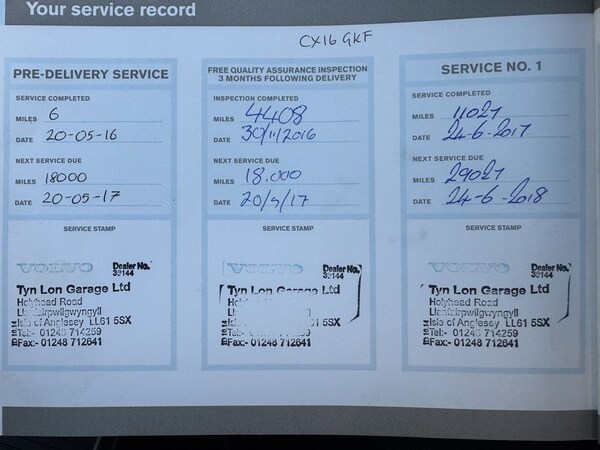 Your service record
CX16 GKF
PRE-DELIVERY SERVICE
SERVICE COMPLETED
MILES 6
DATE 20-05-16
NEXT SERVICE DUE
MILES 18000
DATE 20-05-17
SERVICE STAMP
VOLVO Dealer No.
39144
Tyn Lon Garage Ltd
Holyhead Road
Llanfairpwllgwyngyll
Isle of Anglesey LL61 5SX
Tel:- 01248 714259
Fax:- 01248 712641
FREE QUALITY ASSURANCE INSPECTION
3 MONTHS FOLLOWING DELIVERY
INSPECTION COMPLETED
MILES 4408
DATE 30/11/2016
NEXT SERVICE DUE
MILES 18.000
DATE 20/5/17
SERVICE STAMP
VOLVO Dealer No.
39144
Tyn Lon Garage Ltd
5SX
Fax:- 01248 712641
SERVICE NO. 1
SERVICE COMPLETED
MILES 11027
DATE 24-6-2017
NEXT SERVICE DUE
MILES 29027
DATE 24-6-2018
SERVICE STAMP
VOLVO Dealer No.
39144
Tyn Lon Garage Ltd
Holyhead Road
Llanfairpwllgwyngyll
Isle of Anglesey LL61 5SX
Tel:- 01248 714259
Fax:- 01248 712641